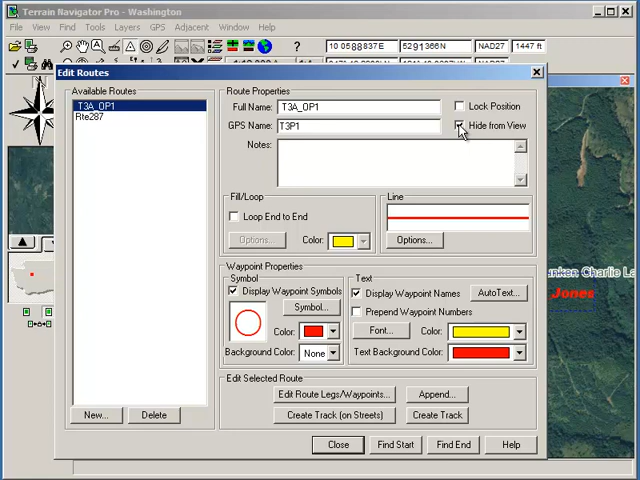 Terrain Navigator Pro - Washington
File View Find Tools Layers GPS Adjacent Window Help
10 0588837E 5291366N NAD27 1447 ft
NAD27
Edit Routes
Available Routes
T3A_OP1
Rte287
New...
Delete
Route Properties
Full Name: T3A_OP1
Lock Position
GPS Name: T3P1
Hide from View
Notes:
Fill/Loop
Loop End to End
Options...
Color:
Line
Options...
Waypoint Properties
Symbol
Display Waypoint Symbols
Symbol...
Color:
Background Color: None
Text
Display Waypoint Names
AutoText...
Prepend Waypoint Numbers
Font...
Color:
Text Background Color:
Edit Selected Route
Edit Route Legs/Waypoints...
Append...
Create Track (on Streets)
Create Track
Close
Find Start
Find End
Help
Charlie La
Jones